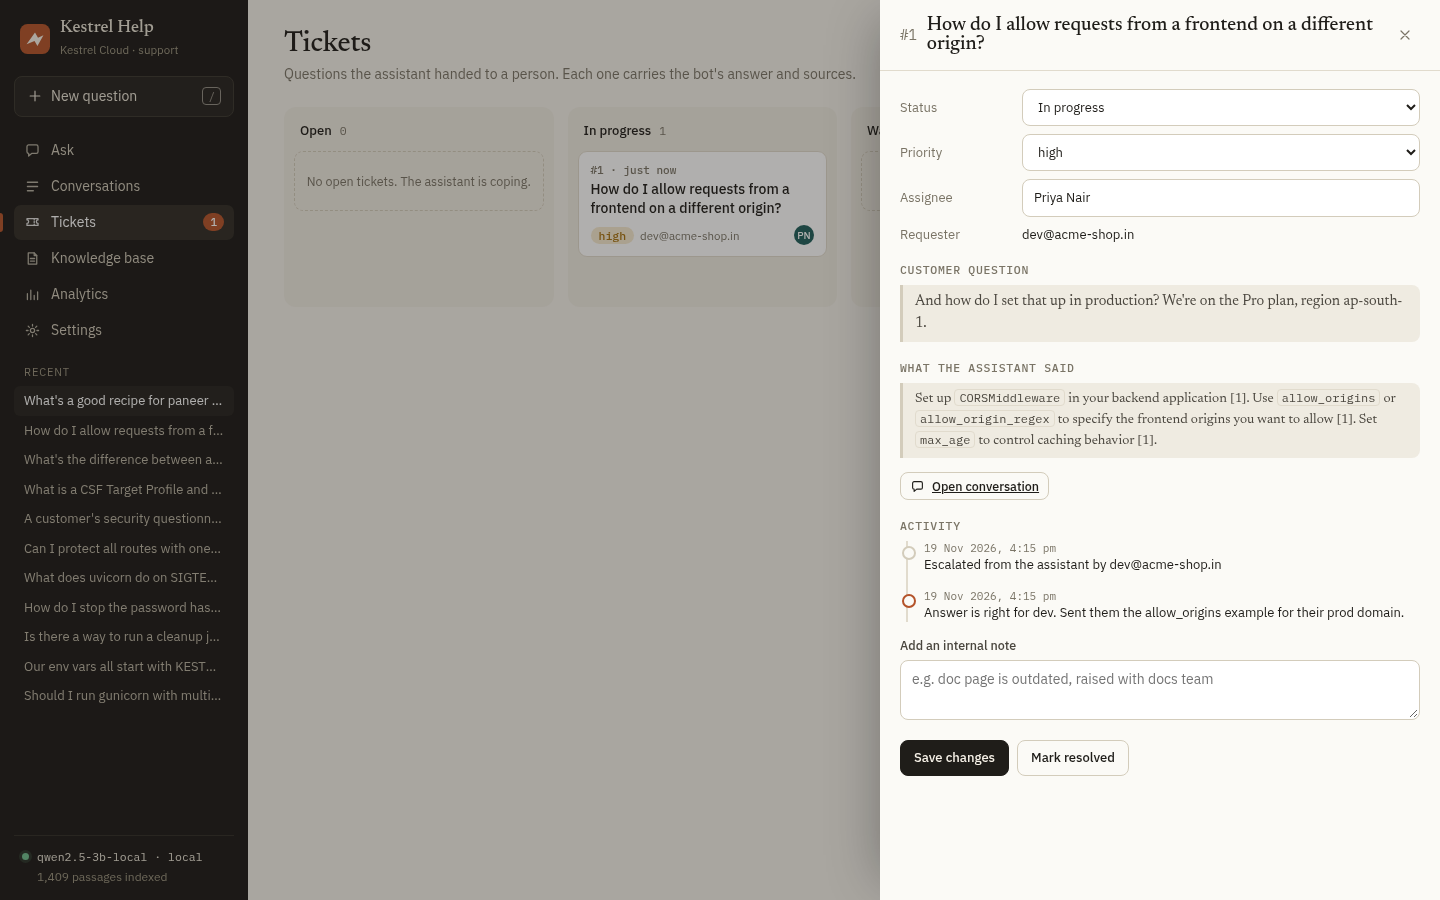 Kestrel Help
Kestrel Cloud · support
New question /
Ask
Conversations
Tickets 1
Knowledge base
Analytics
Settings
RECENT
What's a good recipe for paneer ...
How do I allow requests from a f...
What's the difference between a...
What is a CSF Target Profile and ...
A customer's security questionn...
Can I protect all routes with one...
What does uvicorn do on SIGTE...
How do I stop the password has...
Is there a way to run a cleanup j...
Our env vars all start with KEST...
Should I run gunicorn with multi...
qwen2.5-3b-local · local
1,409 passages indexed
Tickets
Questions the assistant handed to a person. Each one carries the bot's answer and sources.
Open 0
No open tickets. The assistant is coping.
In progress 1
#1 · just now
How do I allow requests from a
frontend on a different origin?
high dev@acme-shop.in PN
#1 How do I allow requests from a frontend on a different
origin?
Status In progress
Priority high
Assignee Priya Nair
Requester dev@acme-shop.in
CUSTOMER QUESTION
And how do I set that up in production? We're on the Pro plan, region ap-south-
1.
WHAT THE ASSISTANT SAID
Set up CORSMiddleware in your backend application [1]. Use allow_origins or
allow_origin_regex to specify the frontend origins you want to allow [1]. Set
max_age to control caching behavior [1].
Open conversation
ACTIVITY
19 Nov 2026, 4:15 pm
Escalated from the assistant by dev@acme-shop.in
19 Nov 2026, 4:15 pm
Answer is right for dev. Sent them the allow_origins example for their prod domain.
Add an internal note
e.g. doc page is outdated, raised with docs team
Save changes
Mark resolved